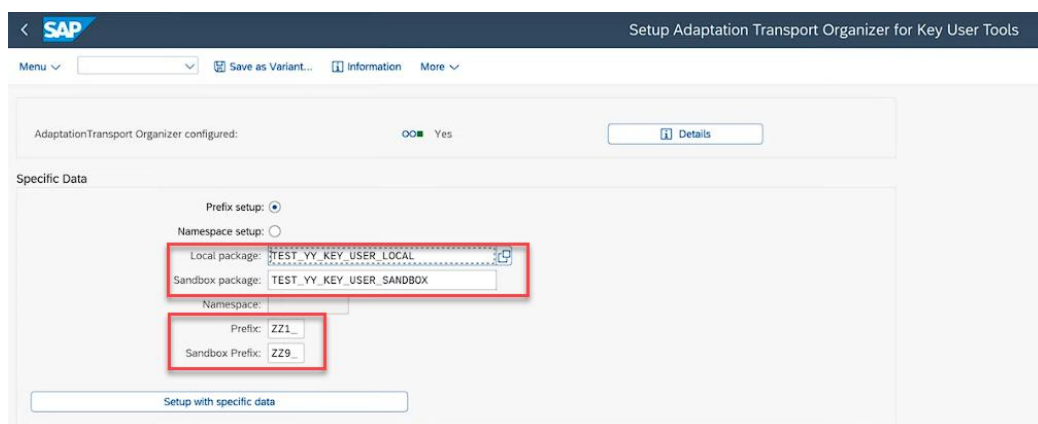 SAP Setup Adaptation Transport Organizer for Key User Tools
Menu Save as Variant... Information More
AdaptationTransport Organizer configured: Yes Details
Specific Data
Prefix setup:
Namespace setup:
Local package: TEST_YY_KEY_USER_LOCAL
Sandbox package: TEST_YY_KEY_USER_SANDBOX
Namespace:
Prefix: ZZ1_
Sandbox Prefix: ZZ9_
Setup with specific data